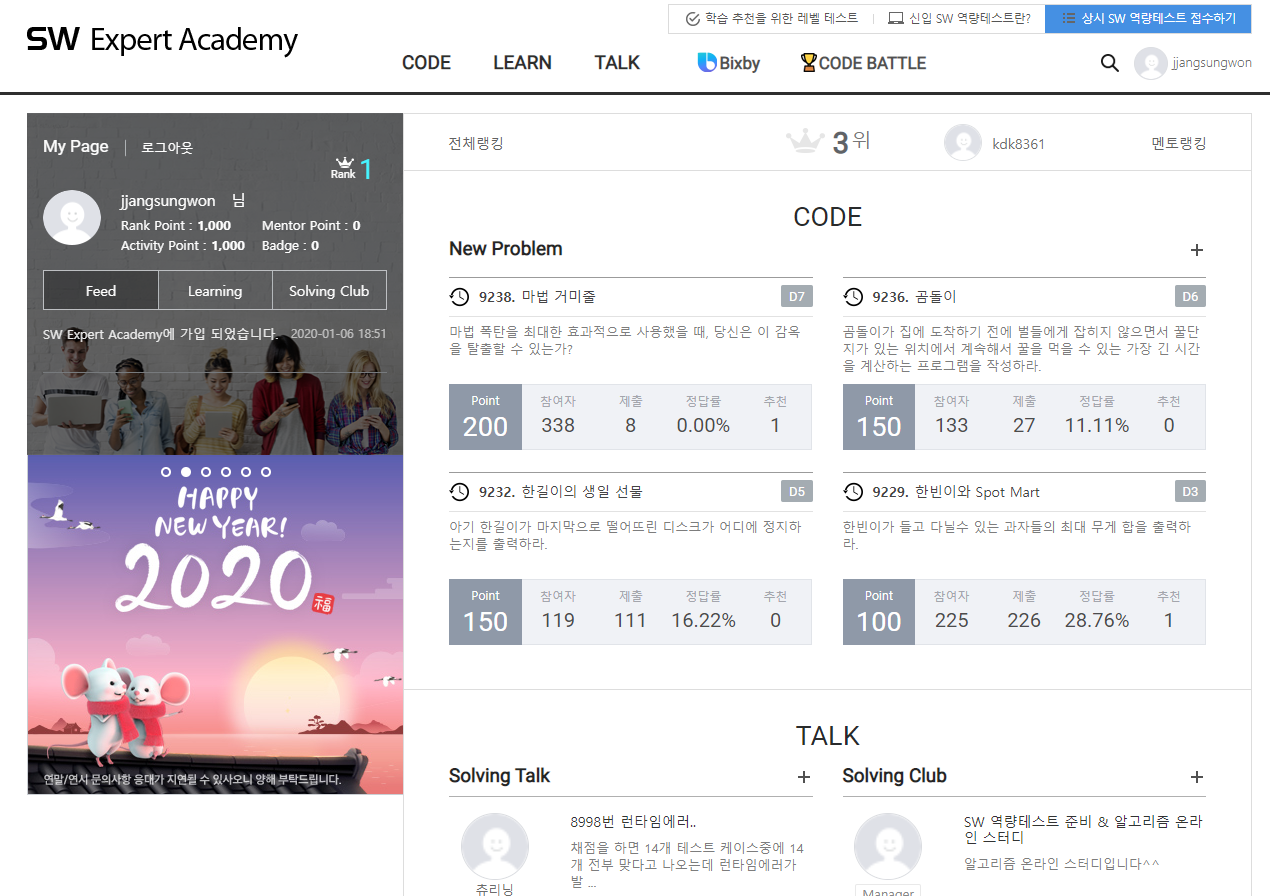 학습 추천을 위한 레벨 테스트
신입 SW 역량테스트란?
상시 SW 역량테스트 접수하기
SW Expert Academy
CODE
LEARN
TALK
Bixby
CODE BATTLE
jjangsungwon
My Page
로그아웃
Rank 1
jjangsungwon 님
Rank Point : 1,000
Mentor Point : 0
Activity Point : 1,000
Badge : 0
Feed
Learning
Solving Club
SW Expert Academy에 가입 되었습니다.
2020-01-06 18:51
HAPPY
NEW YEAR!
2020
福
연말/연시 문의사항 응대가 지연될 수 있사오니 양해 부탁드립니다.
전체랭킹
3위
kdk8361
멘토랭킹
CODE
New Problem
+
9238. 마법 거미줄
D7
마법 폭탄을 최대한 효과적으로 사용했을 때, 당신은 이 감옥
을 탈출할 수 있는가?
Point
참여자
제출
정답률
추천
200
338
8
0.00%
1
9236. 곰돌이
D6
곰돌이가 집에 도착하기 전에 벌들에게 잡히지 않으면서 꿀단
지가 있는 위치에서 계속해서 꿀을 먹을 수 있는 가장 긴 시간
을 계산하는 프로그램을 작성하라.
Point
참여자
제출
정답률
추천
150
133
27
11.11%
0
9232. 한길이의 생일 선물
D5
아기 한길이가 마지막으로 떨어뜨린 디스크가 어디에 정지하
는지를 출력하라.
Point
참여자
제출
정답률
추천
150
119
111
16.22%
0
9229. 한빈이와 Spot Mart
D3
한빈이가 들고 다닐수 있는 과자들의 최대 무게 합을 출력하
라.
Point
참여자
제출
정답률
추천
100
225
226
28.76%
1
TALK
Solving Talk
+
8998번 런타임에러..
채점을 하면 14개 테스트 케이스중에 14
개 전부 맞다고 나오는데 런타임에러가
발 ...
츄리닝
Solving Club
+
SW 역량테스트 준비 & 알고리즘 온라
인 스터디
알고리즘 온라인 스터디입니다^^
Manager